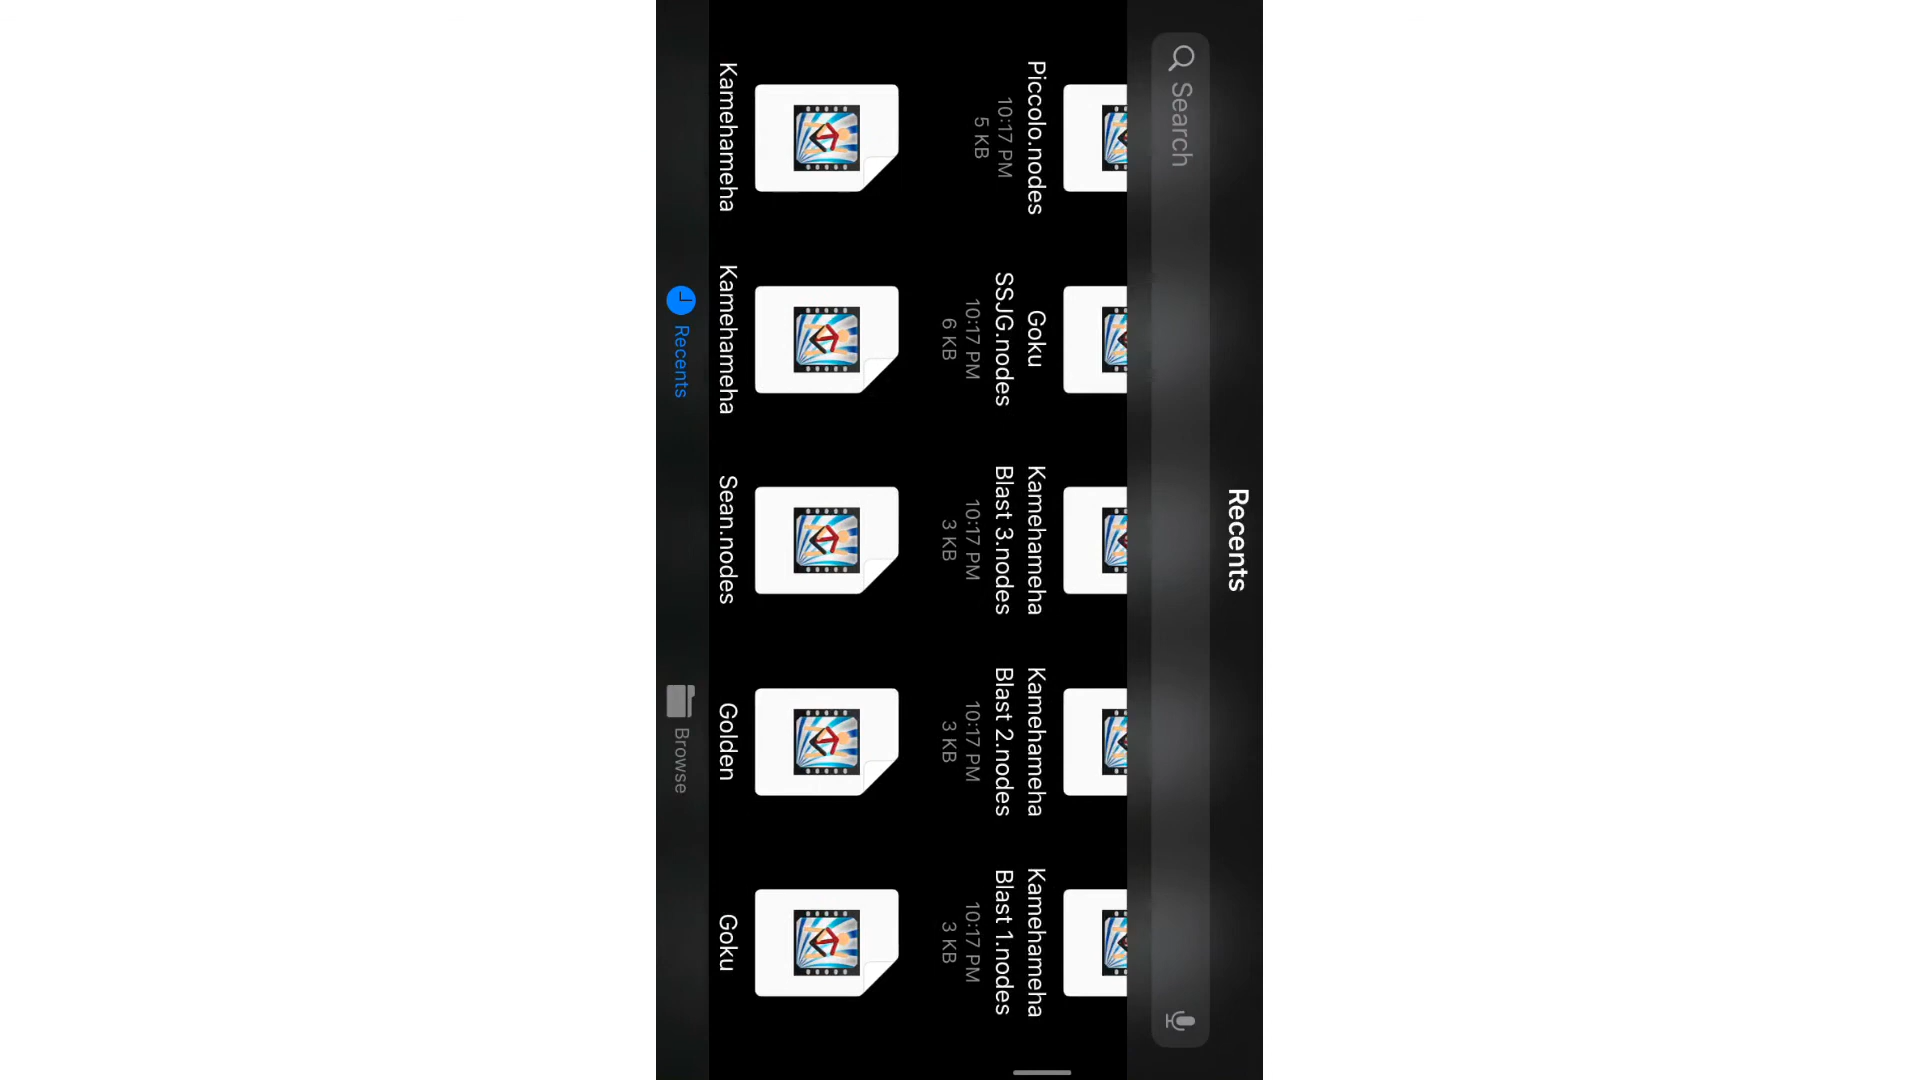 Recents
Search
Piccolo.nodes
10:17 PM
5 KB
Goku
SSJG.nodes
10:17 PM
6 KB
Kamehameha
Blast 3.nodes
10:17 PM
3 KB
Kamehameha
Blast 2.nodes
10:17 PM
3 KB
Kamehameha
Blast 1.nodes
10:17 PM
3 KB
Kamehameha
Kamehameha
Sean.nodes
Golden
Goku
Recents
Browse